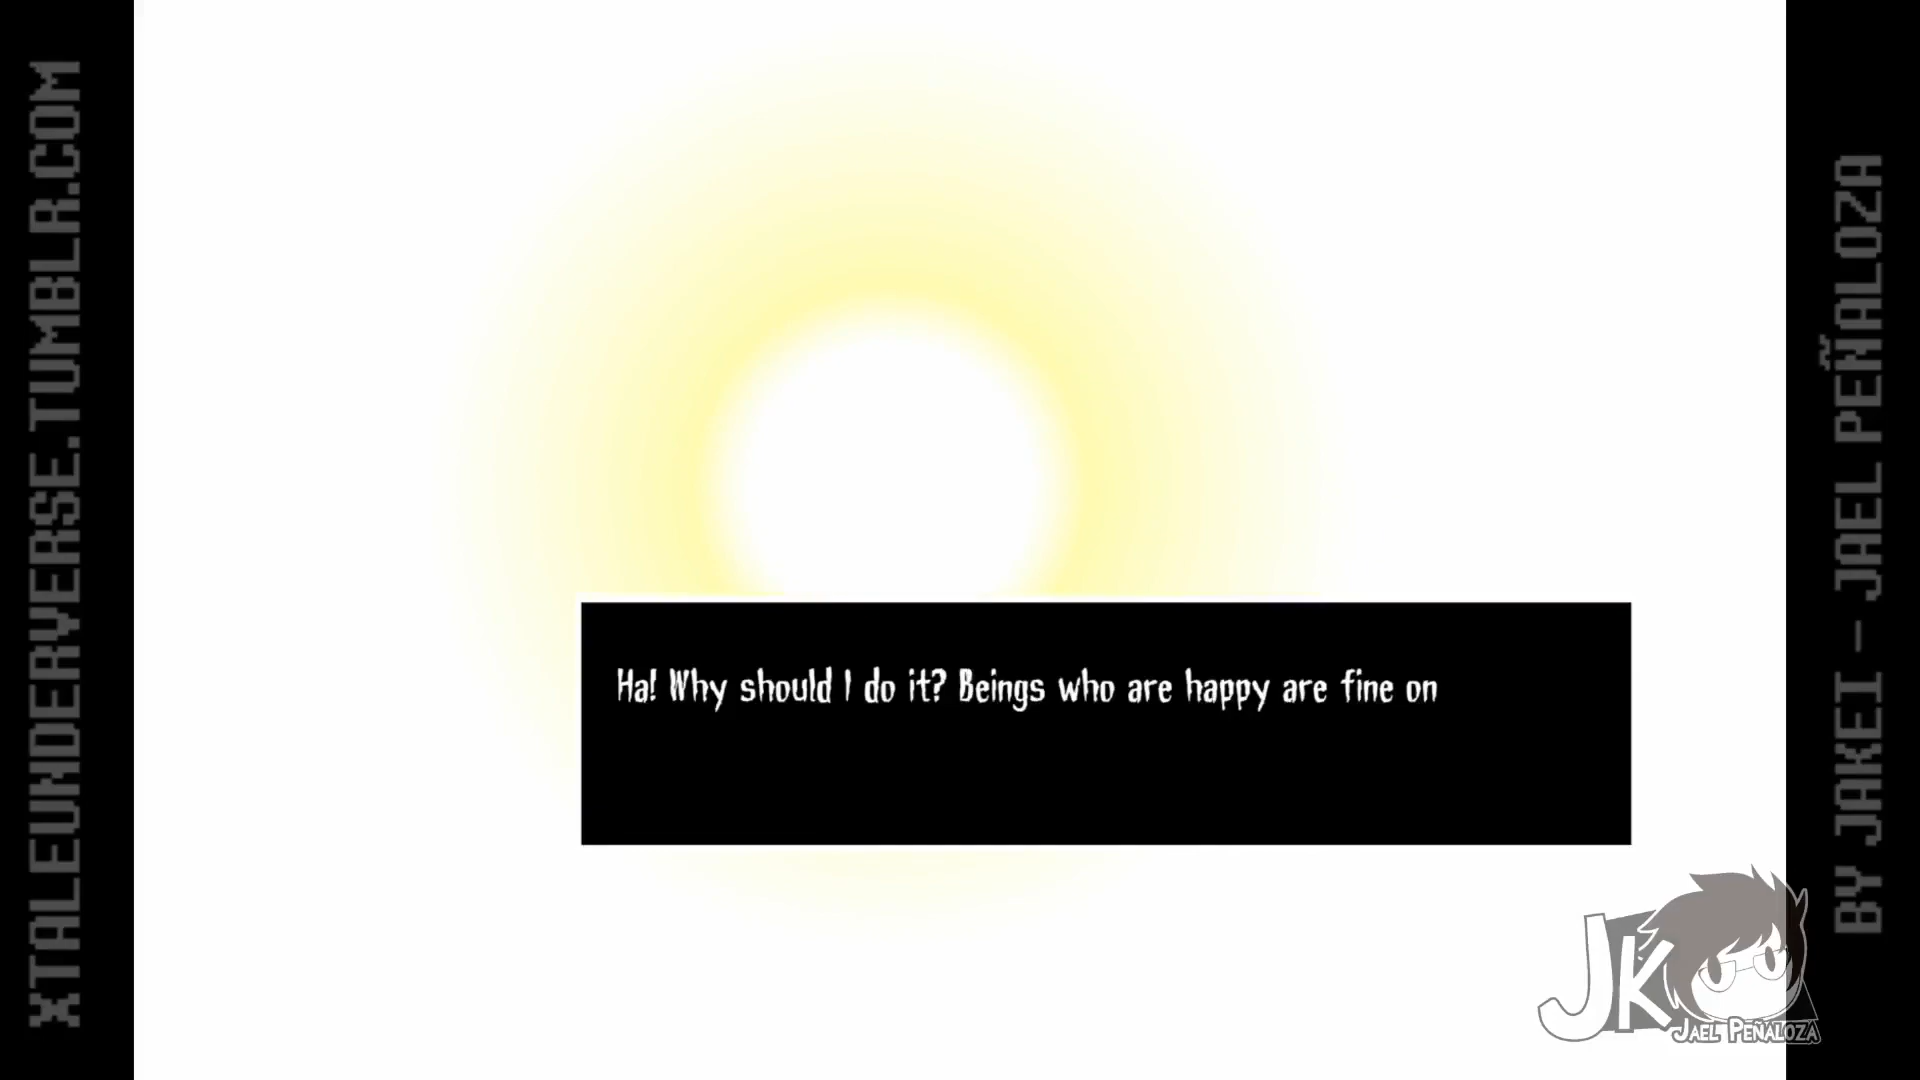 XTALEUNDERVERSE.TUMBLR.COM
Ha! Why should I do it? Beings who are happy are fine on
BY JAKEI - JAEL PEÑALOZA
JK
JAEL PEÑALOZA